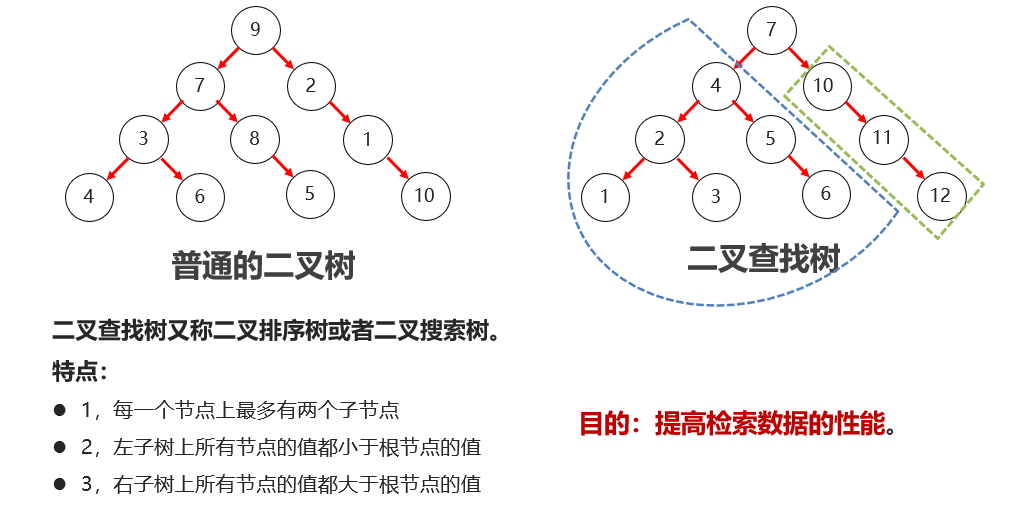 9
7
7
2
4
10
3
8
1
2
5
11
4
6
5
10
1
3
6
12
普通的二叉树
二叉查找树
二叉查找树又称二叉排序树或者二叉搜索树。
特点：
● 1，每一个节点上最多有两个子节点
● 2，左子树上所有节点的值都小于根节点的值
● 3，右子树上所有节点的值都大于根节点的值
目的：提高检索数据的性能。